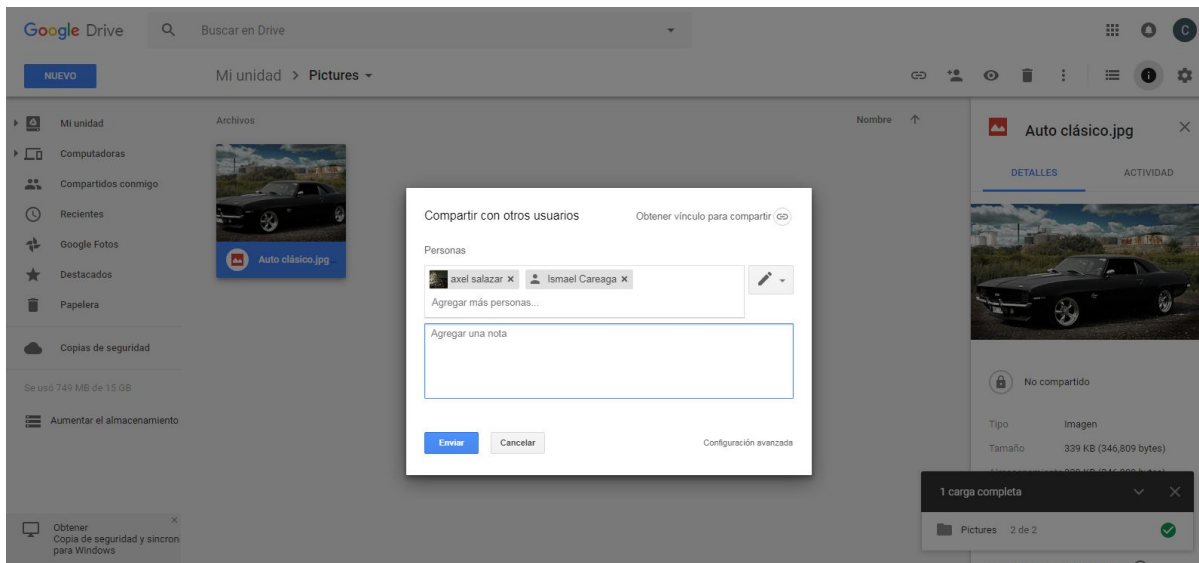 Google Drive
Buscar en Drive
C
NUEVO
Mi unidad > Pictures
Mi unidad
Computadoras
Compartidos conmigo
Recientes
Google Fotos
Destacados
Papelera
Copias de seguridad
Se usó 749 MB de 15 GB
Aumentar el almacenamiento
Obtener
Copia de seguridad y sincron
para Windows
Archivos
Nombre
Auto clásico.jpg
Compartir con otros usuarios
Obtener vínculo para compartir
Personas
axel salazar × Ismael Careaga ×
Agregar más personas...
Agregar una nota
Enviar
Cancelar
Configuración avanzada
Auto clásico.jpg
DETALLES
ACTIVIDAD
No compartido
Tipo Imagen
Tamaño 339 KB (346,809 bytes)
1 carga completa
Pictures 2 de 2